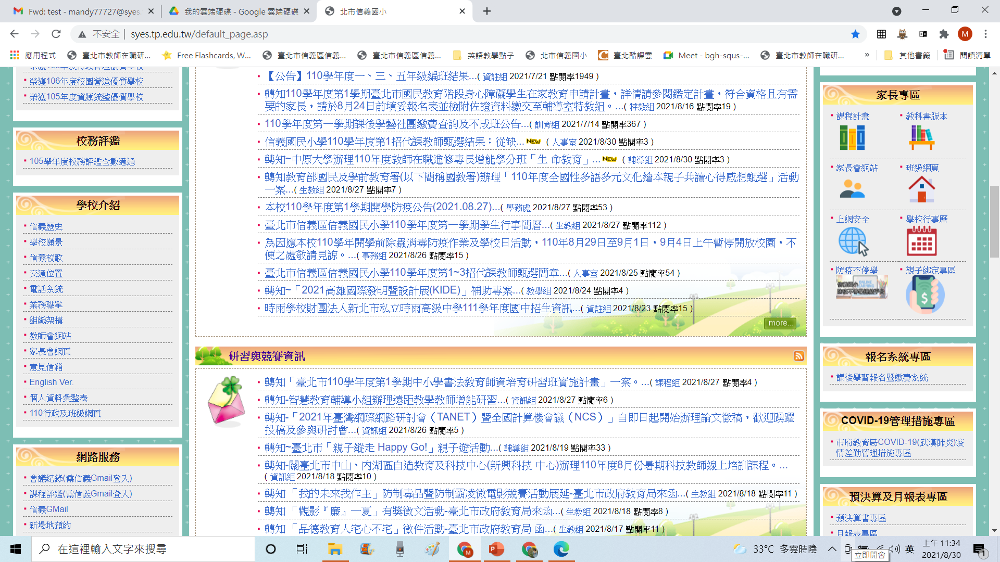 Fwd: test - mandy77727@syes.
我的雲端硬碟 - Google 雲端硬碟
北市信義國小
不安全
syes.tp.edu.tw/default_page.asp
M
應用程式
臺北市教師在職研...
Free Flashcards, W...
臺北市信義區信義...
臺北市信義區信義...
英語教學點子
北市信義國小
臺北酷課雲
Meet - bgh-squs-...
臺北市教師在職研...
»
其他書籤
閱讀清單
榮獲106年度校園營造優質學校
榮獲105年度資源統整優質學校
校務評鑑
105學年度校務評鑑全數通過
學校介紹
信義歷史
學校願景
信義校歌
交通位置
電話系統
業務職掌
組織架構
教師會網站
家長會網頁
意見信箱
English Ver.
個人資料彙整表
110行政及班級網頁
網路服務
會議紀錄(需信義Gmail登入)
課程評鑑(需信義Gmail登入)
信義GMail
新場地預約
【公告】110學年度一、三、五年級編班結果...( 資註組 2021/7/21 點閱率1949 )
轉知110學年度第1學期臺北市國民教育階段身心障礙學生在家教育申請計畫，詳情請參閱鑑定計畫，符合資格且有需
要的家長，請於8月24日前填妥報名表並檢附佐證資料繳交至輔導室特教組。...( 特教組 2021/8/16 點閱率19 )
110學年度第一學期課後學藝社團繳費查詢及不成班公告...( 訓育組 2021/7/14 點閱率367 )
信義國民小學110學年度第1招代課教師甄選結果：從缺... NEW ( 人事室 2021/8/30 點閱率3 )
轉知~中原大學辦理110年度教師在職進修專長增能學分班「生 命教育」... NEW ( 輔導組 2021/8/30 點閱率3 )
轉知教育部國民及學前教育署(以下簡稱國教署)辦理「110年度全國性多語多元文化繪本親子共讀心得感想甄選」活動
一案...( 生教組 2021/8/27 點閱率7 )
本校110學年度第1學期開學防疫公告(2021.08.27)...( 學務處 2021/8/27 點閱率53 )
臺北市信義區信義國民小學110學年度第一學期學生行事簡曆...( 生教組 2021/8/27 點閱率112 )
為因應本校110學年開學前除蟲消毒防疫作業及學校日活動，110年8月29日至9月1日，9月4日上午暫停開放校園，不
便之處敬請見諒。...( 事務組 2021/8/26 點閱率15 )
臺北市信義區信義國民小學110學年度第1~3招代課教師甄選簡章...( 人事室 2021/8/25 點閱率54 )
轉知~「2021高雄國際發明暨設計展(KIDE)」補助專案...( 教學組 2021/8/24 點閱率4 )
時雨學校財團法人新北市私立時雨高級中學111學年度國中招生資訊...( 資註組 2021/8/23 點閱率15 )
more...
研習與競賽資訊
轉知「臺北市110學年度第1學期中小學書法教育師資培育研習班實施計畫」一案。...( 課程組 2021/8/27 點閱率4 )
轉知-智慧教育輔導小組辦理遠距教學教師增能研習...( 資訊組 2021/8/27 點閱率6 )
轉知-「2021年臺灣網際網路研討會（TANET）暨全國計算機會議（NCS）」自即日起開始辦理論文徵稿，歡迎踴躍
投稿及參與研討會...( 資訊組 2021/8/26 點閱率5 )
轉知~臺北市「親子縱走 Happy Go!」親子遊活動...( 輔導組 2021/8/19 點閱率33 )
轉知-關臺北市中山、內湖區自造教育及科技中心(新興科技 中心)辦理110年度8月份暑期科技教師線上培訓課程。...
( 資訊組 2021/8/18 點閱率10 )
轉知 「我的未來我作主」防制毒品暨防制霸凌微電影競賽活動展延-臺北市政府教育局來函...( 生教組 2021/8/18 點閱率11 )
轉知 「觀影『廉』一夏」有獎徵文活動-臺北市政府教育局來函...( 生教組 2021/8/18 點閱率8 )
轉知 「品德教育人宅心不宅」徵件活動-臺北市政府教育局 函...( 生教組 2021/8/17 點閱率11 )
家長專區
課程計畫
教科書版本
家長會網站
班級網頁
上網安全
學校行事曆
防疫不停學
親子綁定專區
ONLINE
LEARNING
報名系統專區
課後學習報名暨繳費系統
COVID-19管理措施專區
市府教育局COVID-19(武漢肺炎)疫
情差勤管理措施專區
預決算及月報表專區
預決算書專區
月報表專區
在這裡輸入文字來搜尋
33°C 多雲時陰
英
上午 11:34
2021/8/30
1
立即開會